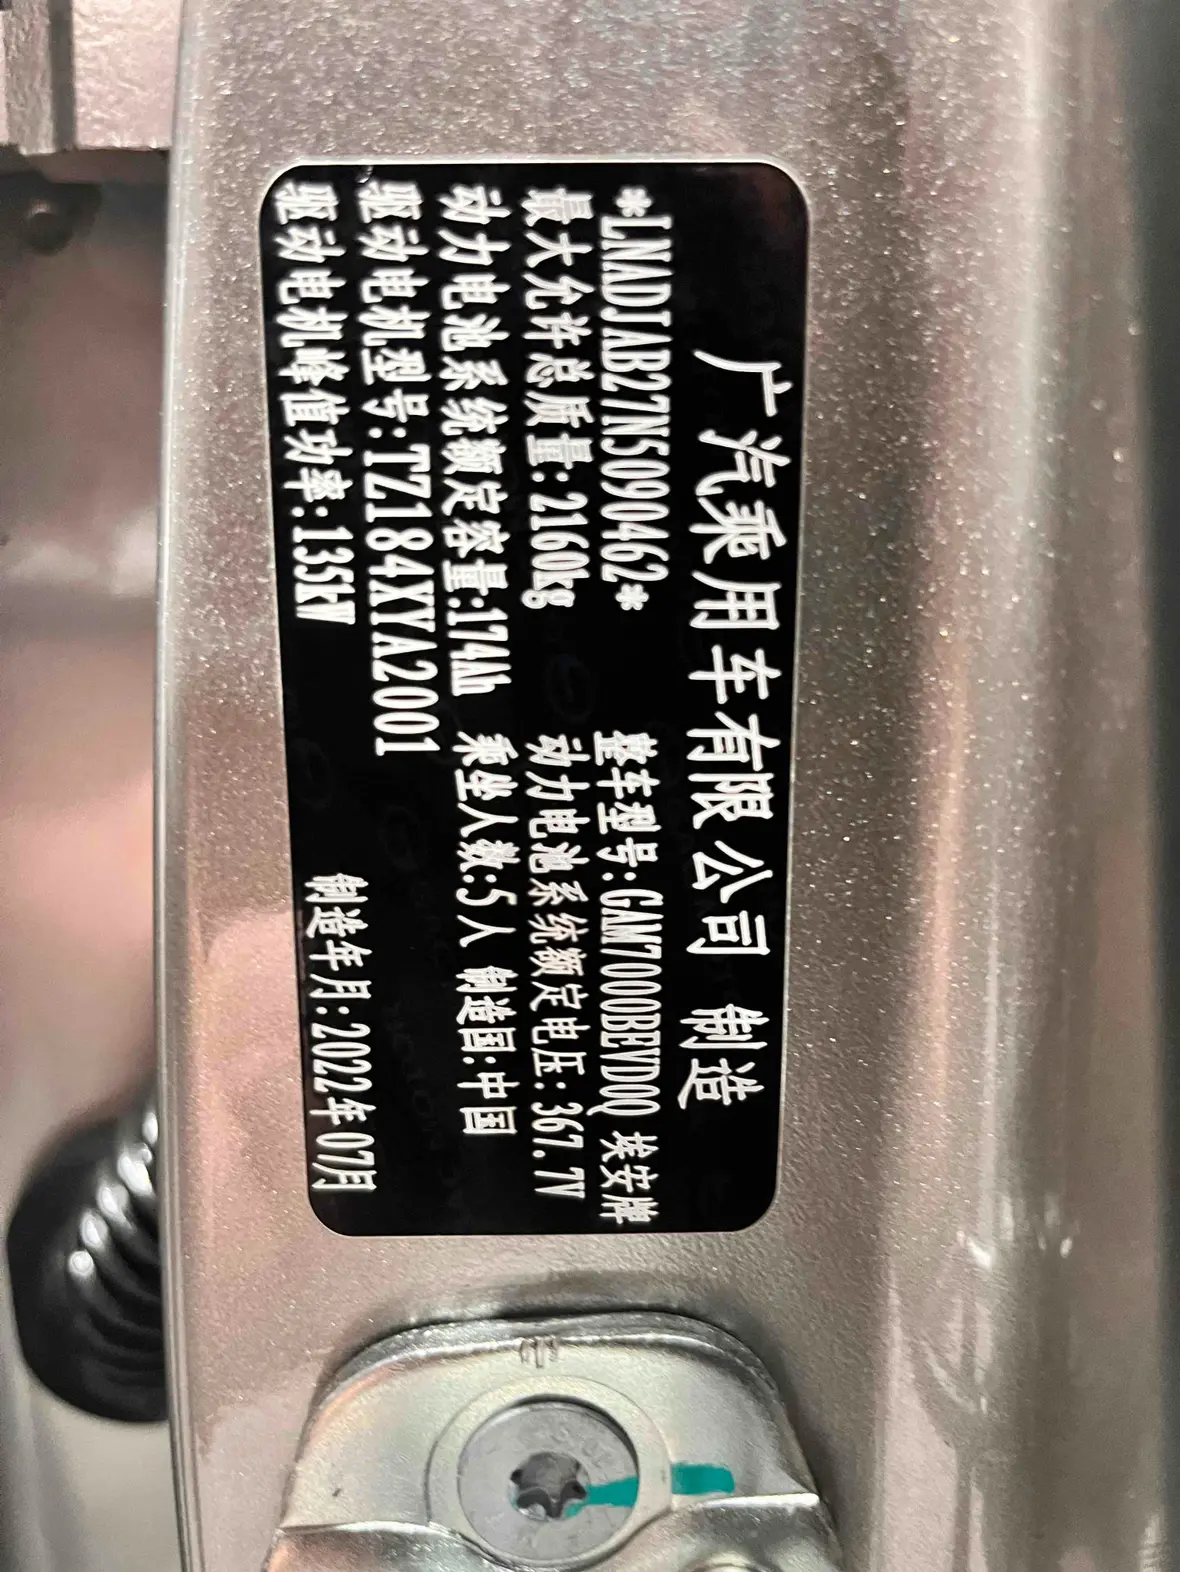 广汽乘用车有限公司 制造
*LNADJAB27N5090462* 整车型号:GAM7000BEVD0Q 埃安牌
最大允许总质量:2160kg 动力电池系统额定电压:367.7V
动力电池系统额定容量:174Ah 乘坐人数:5人 制造国:中国
驱动电机型号:TZ184XYA2001
驱动电机峰值功率:135kW 制造年月:2022年07月